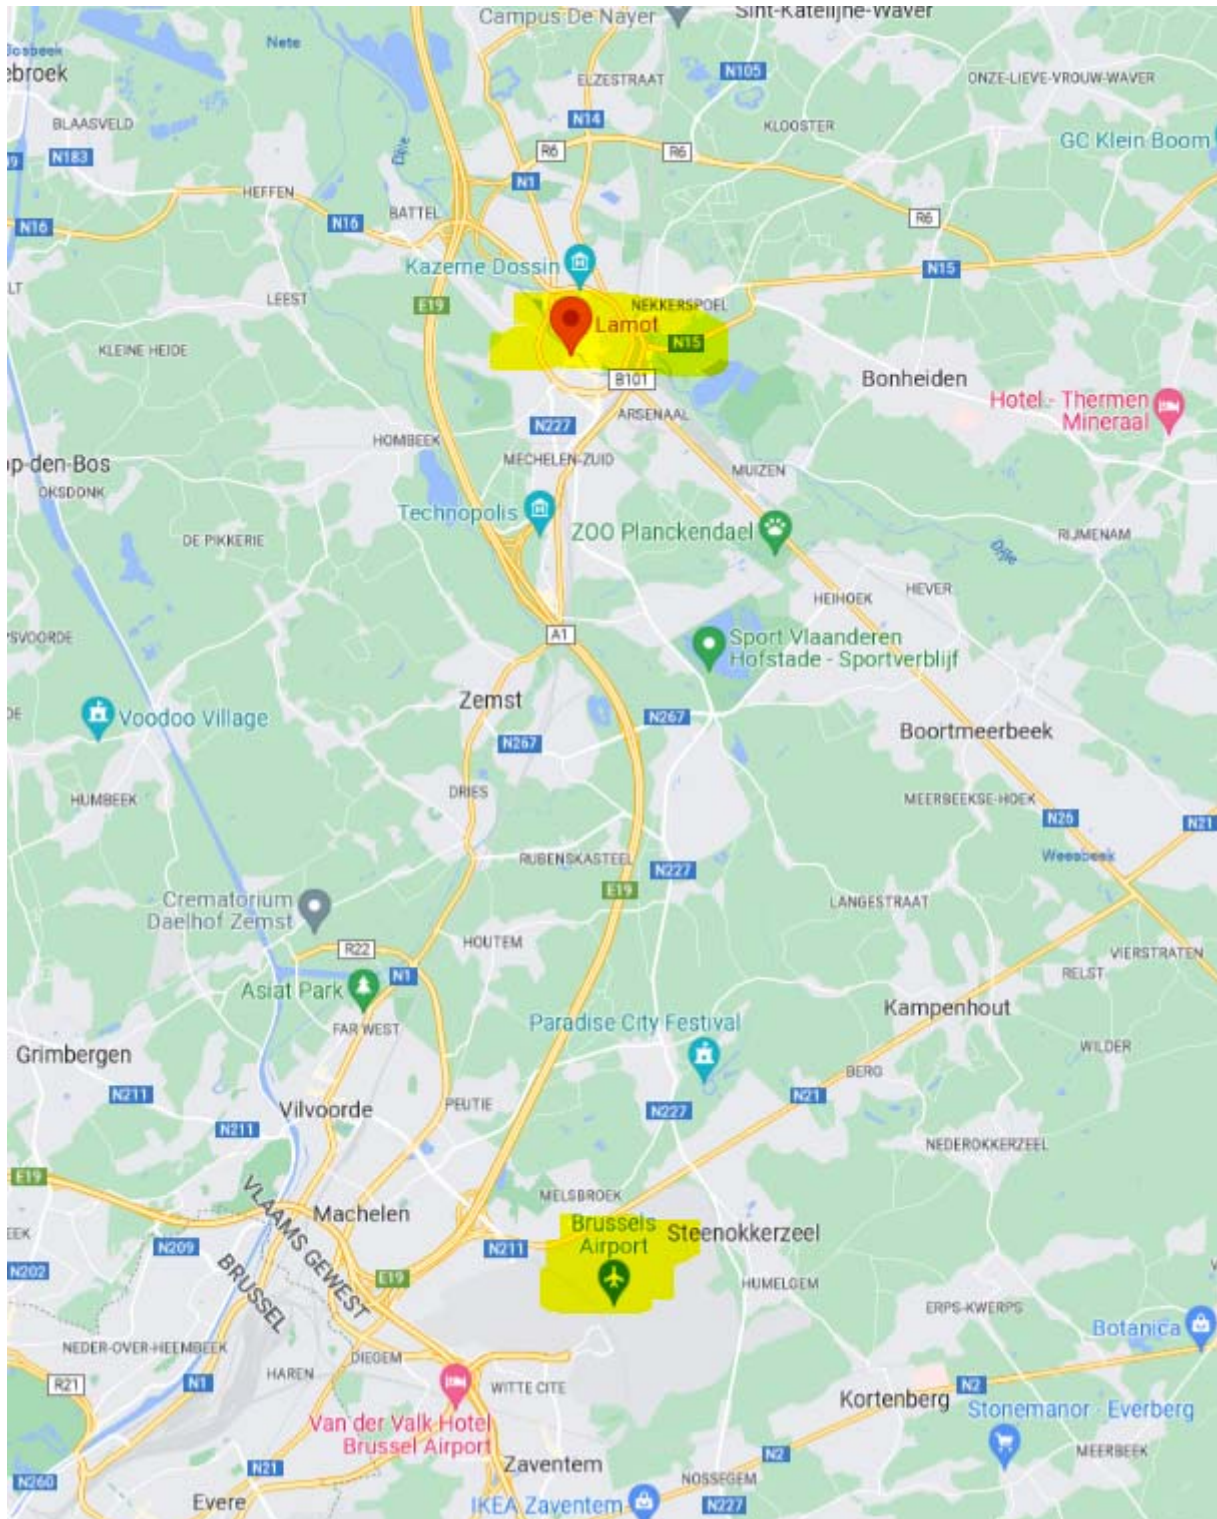 Campus De Nayer
Sint-Katelijne-Waver
Nete
ebroek
N105
ELZESTRAAT
ONZE-LIEVE-VROUW-WAVER
BLAASVELD
N14
KLOOSTER
GC Klein Boom
Dijle
N183
R6
R6
N1
HEFFEN
BATTEL
N16
N16
R6
Kazerne Dossin
N15
LEEST
E19
NEKKERSPOEL
Lamot
N15
KLEINE HEIDE
B101
Bonheiden
Hotel - Thermen
Mineraal
ARSENAAL
N227
HOMBEEK
MECHELEN-ZUID
op-den-Bos
MUIZEN
OKSDONK
Technopolis
ZOO Planckendael
DE PIKKERIE
RIJMENAM
Dijle
HEVER
HEIHOEK
A1
Sport Vlaanderen
Hofstade - Sportverblijf
Zemst
Voodoo Village
N267
N267
Boortmeerbeek
DRIES
HUMBEEK
MEERBEEKSE-HOEK
N26
N21
RUBENSKASTEEL
Weesbeek
N227
E19
Crematorium
Daelhof Zemst
LANGESTRAAT
R22
HOUTEM
VIERSTRATEN
N1
RELST
Asiat Park
Kampenhout
FAR WEST
Paradise City Festival
Grimbergen
WILDER
BERG
N211
N21
Vilvoorde
PEUTIE
N227
N211
NEDEROKKERZEEL
E19
MELSBROEK
VLAAMS GEWEST
Machelen
Brussels
Airport
Steenokkerzeel
N209
N211
BRUSSEL
N202
E19
HUMELGEM
ERPS-KWERPS
Botanica
NEDER-OVER-HEEMBEEK
DIEGEM
HAREN
R21
N1
WITTE CITE
N2
Kortenberg
Van der Valk Hotel
Brussel Airport
Stonemanor - Everberg
N2
MEERBEEK
N21
Zaventem
N260
NOSSEGEM
Evere
IKEA Zaventem
N227